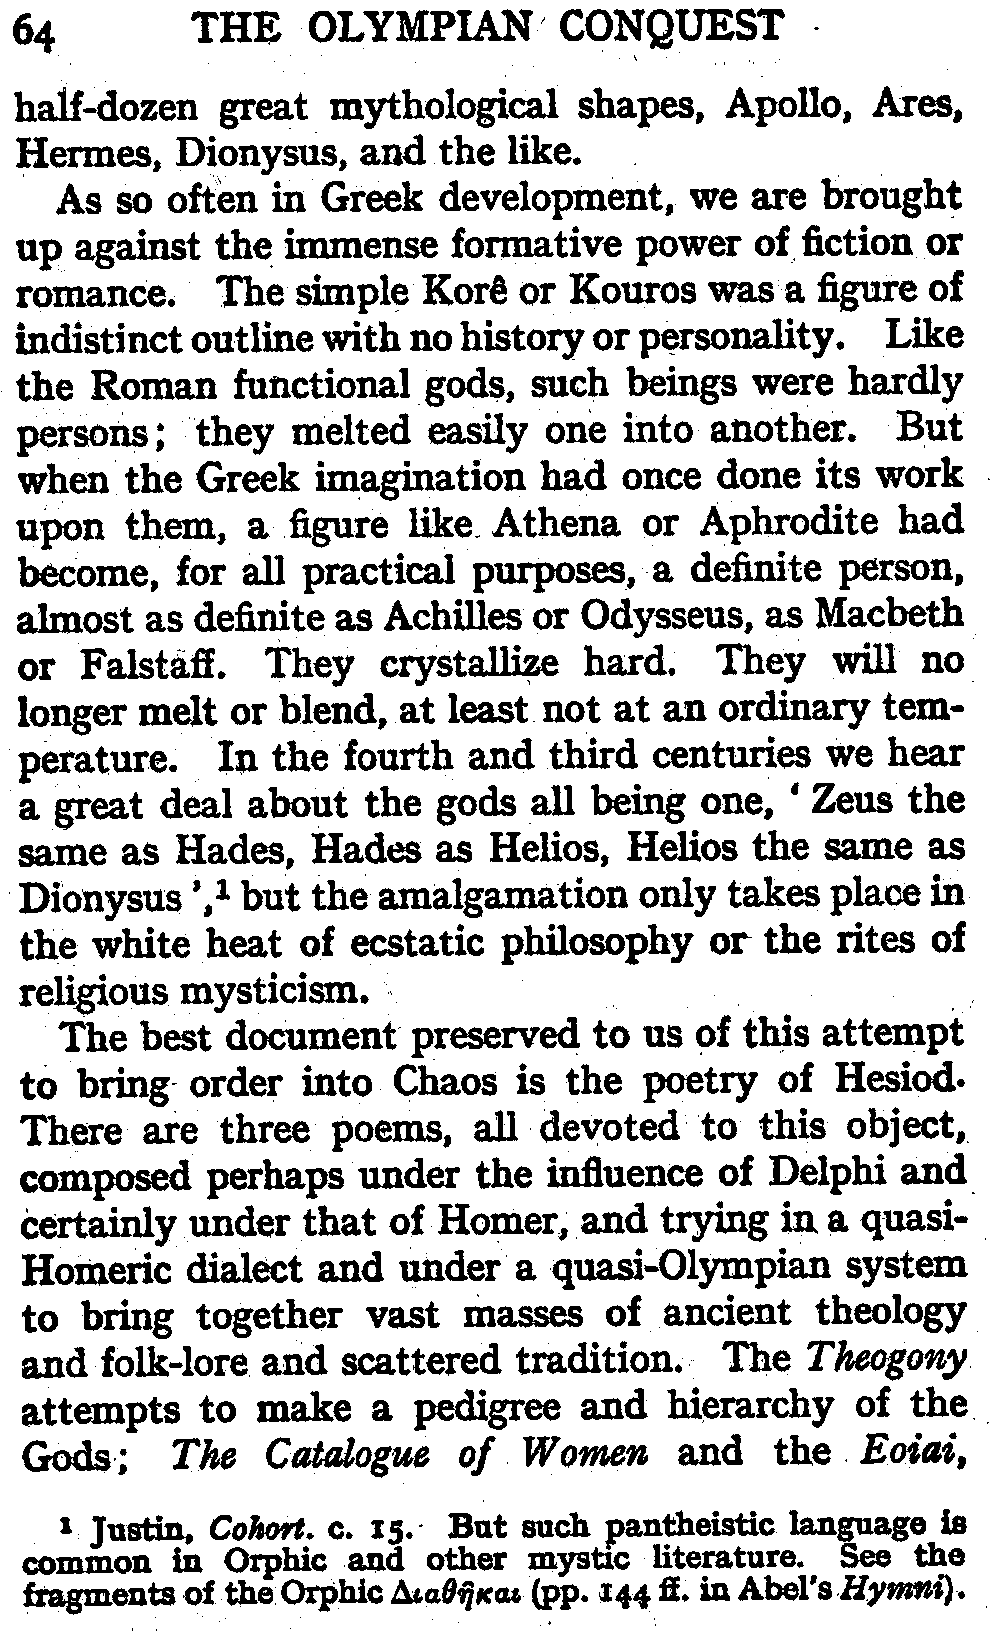 64 THE OLYMPIAN CONQUEST
half-dozen great mythological shapes, Apollo, Ares,
Hermes, Dionysus, and the like.
As so often in Greek development, we are brought
up against the immense formative power of fiction or
romance. The simple Korê or Kouros was a figure of
indistinct outline with no history or personality. Like
the Roman functional gods, such beings were hardly
persons; they melted easily one into another. But
when the Greek imagination had once done its work
upon them, a figure like Athena or Aphrodite had
become, for all practical purposes, a definite person,
almost as definite as Achilles or Odysseus, as Macbeth
or Falstaff. They crystallize hard. They will no
longer melt or blend, at least not at an ordinary tem-
perature. In the fourth and third centuries we hear
a great deal about the gods all being one, ‘ Zeus the
same as Hades, Hades as Helios, Helios the same as
Dionysus ’,¹ but the amalgamation only takes place in
the white heat of ecstatic philosophy or the rites of
religious mysticism.
The best document preserved to us of this attempt
to bring order into Chaos is the poetry of Hesiod.
There are three poems, all devoted to this object,
composed perhaps under the influence of Delphi and
certainly under that of Homer, and trying in a quasi-
Homeric dialect and under a quasi-Olympian system
to bring together vast masses of ancient theology
and folk-lore and scattered tradition. The Theogony
attempts to make a pedigree and hierarchy of the
Gods; The Catalogue of Women and the Eoiai,
¹ Justin, Cohort. c. 15. But such pantheistic language is
common in Orphic and other mystic literature. See the
fragments of the Orphic Διαθῆκαι (pp. 144 ff. in Abel's Hymni).